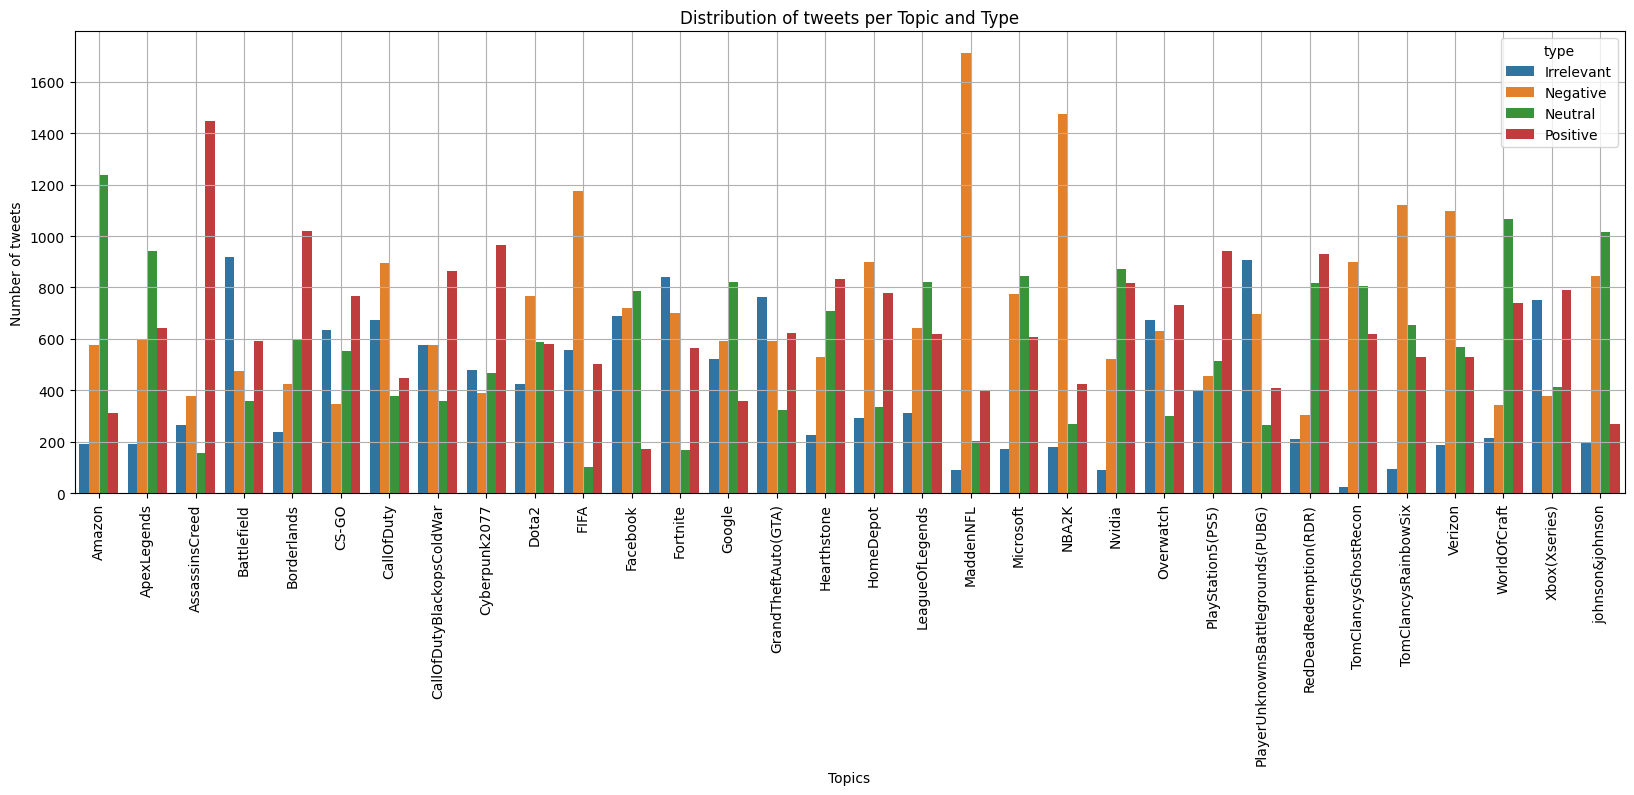 Distribution of tweets per Topic and Type
type
Irrelevant
Negative
Neutral
Positive
Number of tweets
1600
1400
1200
1000
800
600
400
200
0
Amazon
ApexLegends
AssassinsCreed
Battlefield
Borderlands
CS-GO
CallOfDuty
CallOfDutyBlackopsColdWar
Cyberpunk2077
Dota2
FIFA
Facebook
Fortnite
Google
GrandTheftAuto(GTA)
Hearthstone
HomeDepot
LeagueOfLegends
MaddenNFL
Microsoft
NBA2K
Nvidia
Overwatch
PlayStation5(PS5)
PlayerUnknownsBattlegrounds(PUBG)
RedDeadRedemption(RDR)
TomClancysGhostRecon
TomClancysRainbowSix
Verizon
WorldOfCraft
Xbox(Xseries)
johnson&johnson
Topics